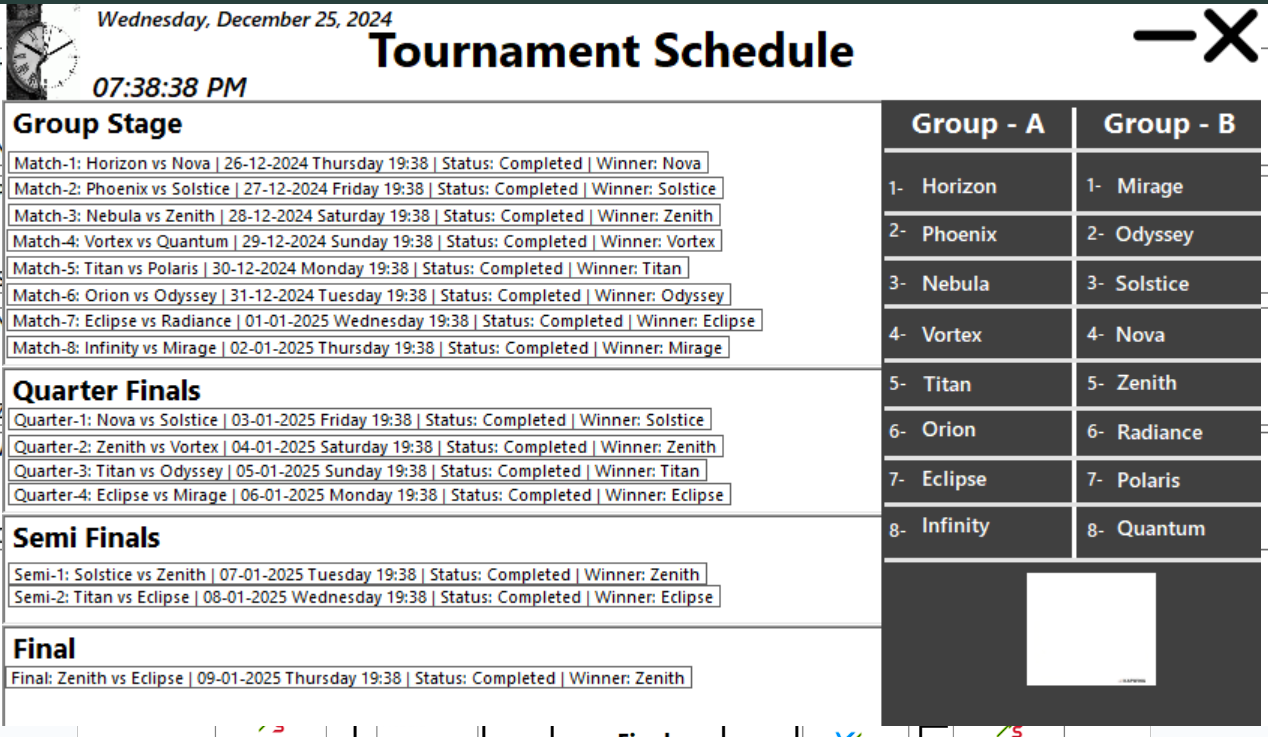 Wednesday, December 25, 2024
Tournament Schedule
07:38:38 PM
Group Stage
Match-1: Horizon vs Nova | 26-12-2024 Thursday 19:38 | Status: Completed | Winner: Nova
Match-2: Phoenix vs Solstice | 27-12-2024 Friday 19:38 | Status: Completed | Winner: Solstice
Match-3: Nebula vs Zenith | 28-12-2024 Saturday 19:38 | Status: Completed | Winner: Zenith
Match-4: Vortex vs Quantum | 29-12-2024 Sunday 19:38 | Status: Completed | Winner: Vortex
Match-5: Titan vs Polaris | 30-12-2024 Monday 19:38 | Status: Completed | Winner: Titan
Match-6: Orion vs Odyssey | 31-12-2024 Tuesday 19:38 | Status: Completed | Winner: Odyssey
Match-7: Eclipse vs Radiance | 01-01-2025 Wednesday 19:38 | Status: Completed | Winner: Eclipse
Match-8: Infinity vs Mirage | 02-01-2025 Thursday 19:38 | Status: Completed | Winner: Mirage
Quarter Finals
Quarter-1: Nova vs Solstice | 03-01-2025 Friday 19:38 | Status: Completed | Winner: Solstice
Quarter-2: Zenith vs Vortex | 04-01-2025 Saturday 19:38 | Status: Completed | Winner: Zenith
Quarter-3: Titan vs Odyssey | 05-01-2025 Sunday 19:38 | Status: Completed | Winner: Titan
Quarter-4: Eclipse vs Mirage | 06-01-2025 Monday 19:38 | Status: Completed | Winner: Eclipse
Semi Finals
Semi-1: Solstice vs Zenith | 07-01-2025 Tuesday 19:38 | Status: Completed | Winner: Zenith
Semi-2: Titan vs Eclipse | 08-01-2025 Wednesday 19:38 | Status: Completed | Winner: Eclipse
Final
Final: Zenith vs Eclipse | 09-01-2025 Thursday 19:38 | Status: Completed | Winner: Zenith
Group - A
1- Horizon
2- Phoenix
3- Nebula
4- Vortex
5- Titan
6- Orion
7- Eclipse
8- Infinity
Group - B
1- Mirage
2- Odyssey
3- Solstice
4- Nova
5- Zenith
6- Radiance
7- Polaris
8- Quantum